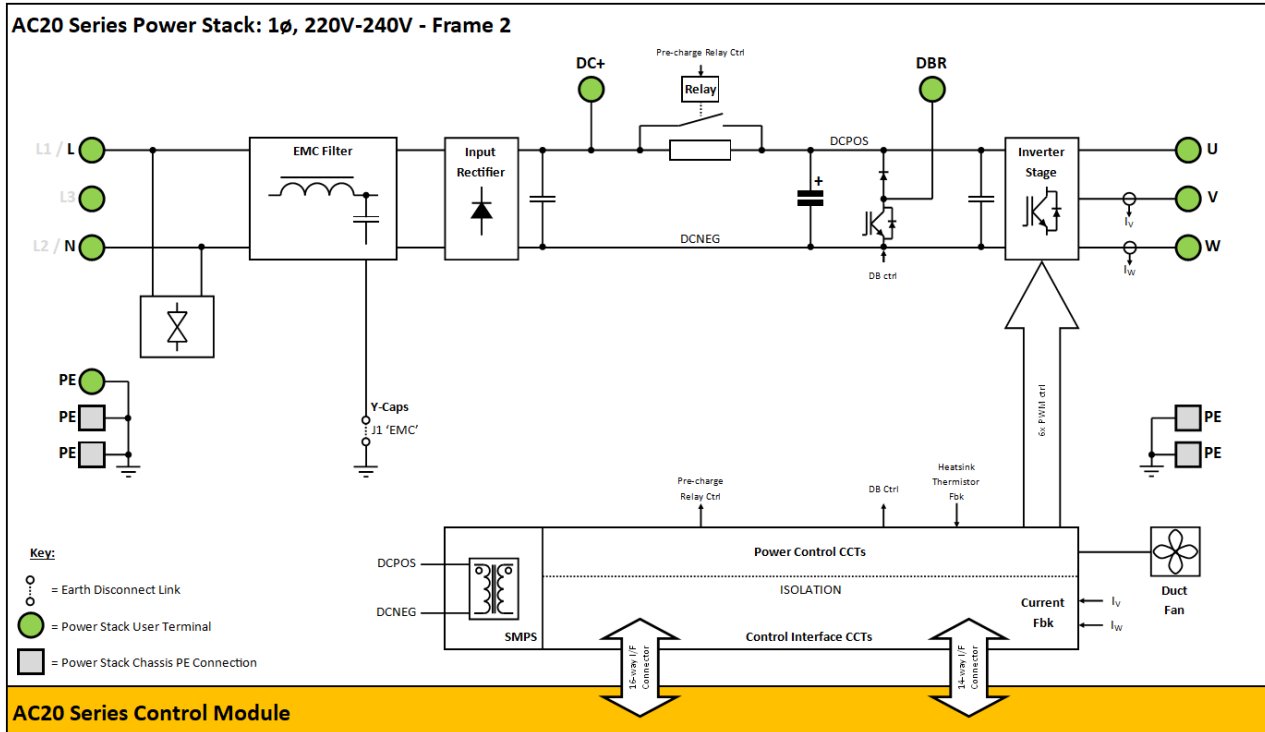 AC20 Series Power Stack: 1ø, 220V-240V - Frame 2
Pre-charge Relay Ctrl
DC+
DBR
Relay
L1 / L
EMC Filter
Input
Rectifier
DCPOS
Inverter
Stage
U
L3
+
V
IV
L2 / N
DCNEG
W
IW
DB ctrl
PE
PE
PE
Y-Caps
J1 'EMC'
6x PWM ctrl
PE
PE
Pre-charge
Relay Ctrl
DB Ctrl
Heatsink
Thermistor
Fbk
Key:
= Earth Disconnect Link
= Power Stack User Terminal
= Power Stack Chassis PE Connection
DCPOS
DCNEG
SMPS
Power Control CCTs
ISOLATION
Control Interface CCTs
Current
Fbk
IV
IW
Duct
Fan
16-way I/F
Connector
14-way I/F
Connector
AC20 Series Control Module